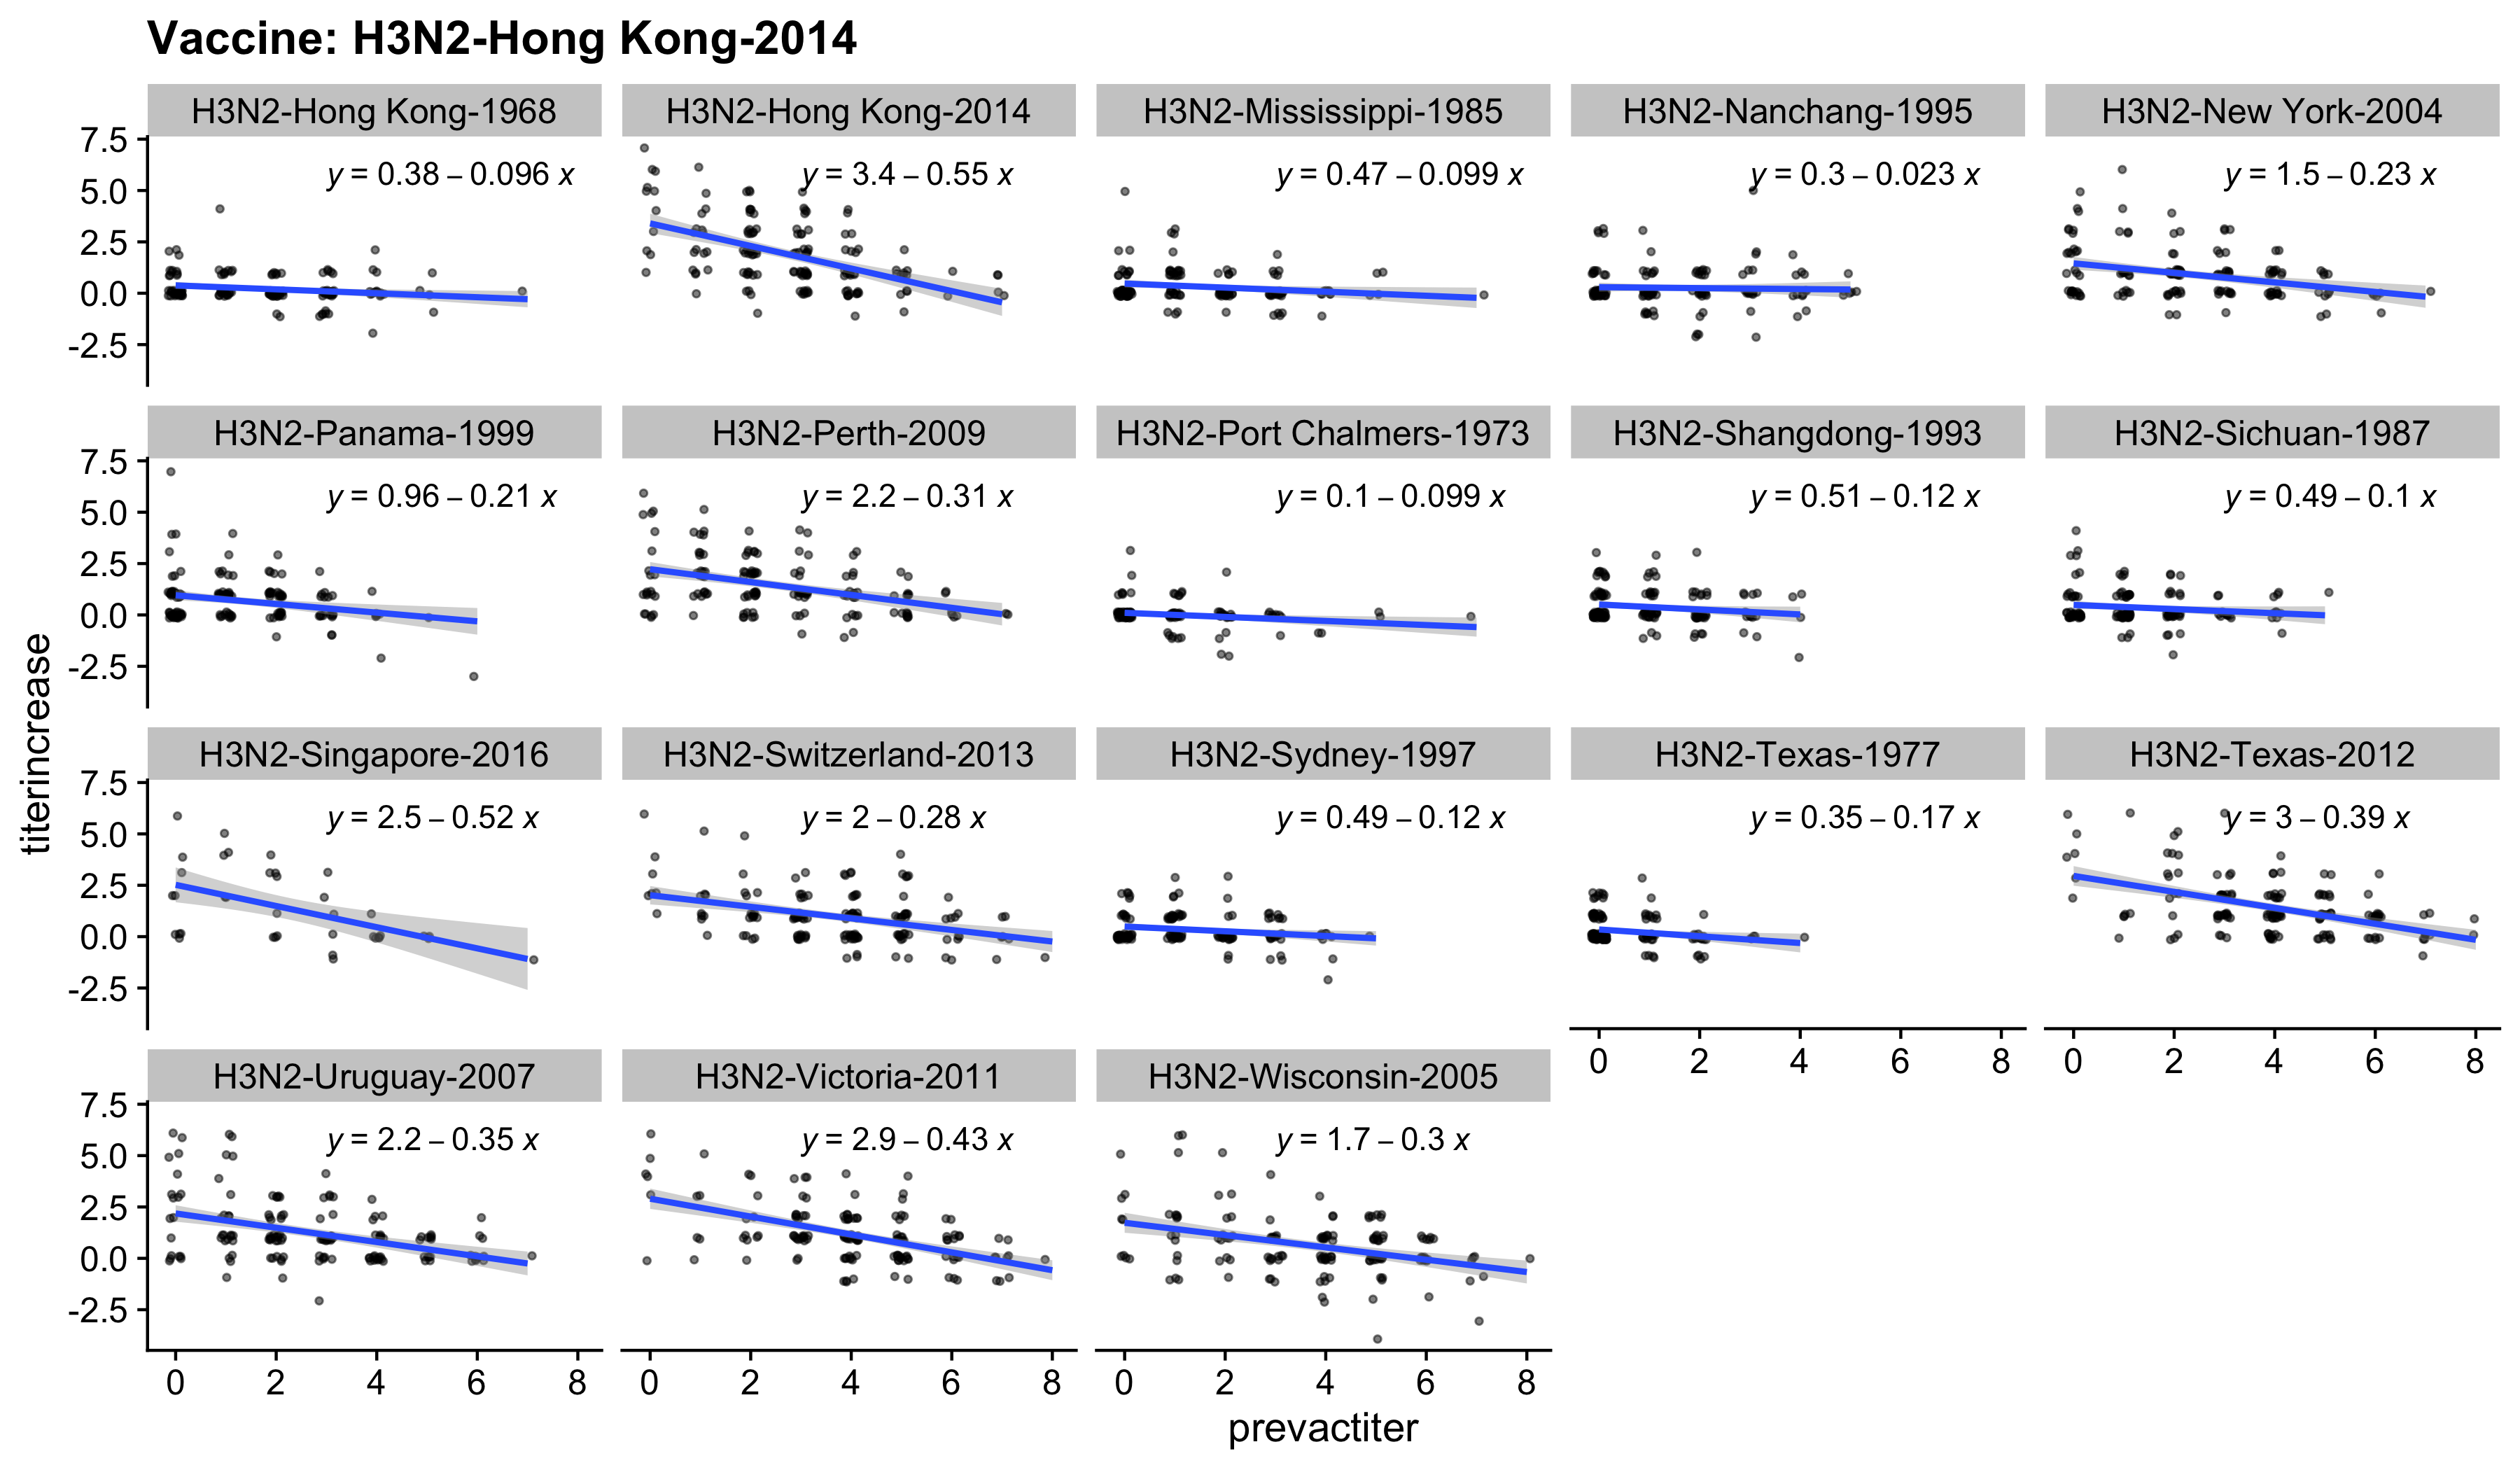 Vaccine: H3N2-Hong Kong-2014
H3N2-Hong Kong-1968 H3N2-Hong Kong-2014 H3N2-Mississippi-1985 H3N2-Nanchang-1995 H3N2-New York-2004
7.5
y = 0.38 – 0.096 x y = 3.4 – 0.55 x y = 0.47 – 0.099 x y = 0.3 – 0.023 x y = 1.5 – 0.23 x
5.0
2.5
0.0
-2.5
H3N2-Panama-1999 H3N2-Perth-2009 H3N2-Port Chalmers-1973 H3N2-Shangdong-1993 H3N2-Sichuan-1987
7.5
y = 0.96 – 0.21 x y = 2.2 – 0.31 x y = 0.1 – 0.099 x y = 0.51 – 0.12 x y = 0.49 – 0.1 x
5.0
2.5
0.0
-2.5
titerincrease
H3N2-Singapore-2016 H3N2-Switzerland-2013 H3N2-Sydney-1997 H3N2-Texas-1977 H3N2-Texas-2012
7.5
y = 2.5 – 0.52 x y = 2 – 0.28 x y = 0.49 – 0.12 x y = 0.35 – 0.17 x y = 3 – 0.39 x
5.0
2.5
0.0
-2.5
0 2 4 6 8 0 2 4 6 8
H3N2-Uruguay-2007 H3N2-Victoria-2011 H3N2-Wisconsin-2005
7.5
y = 2.2 – 0.35 x y = 2.9 – 0.43 x y = 1.7 – 0.3 x
5.0
2.5
0.0
-2.5
0 2 4 6 8 0 2 4 6 8 0 2 4 6 8
prevactiter